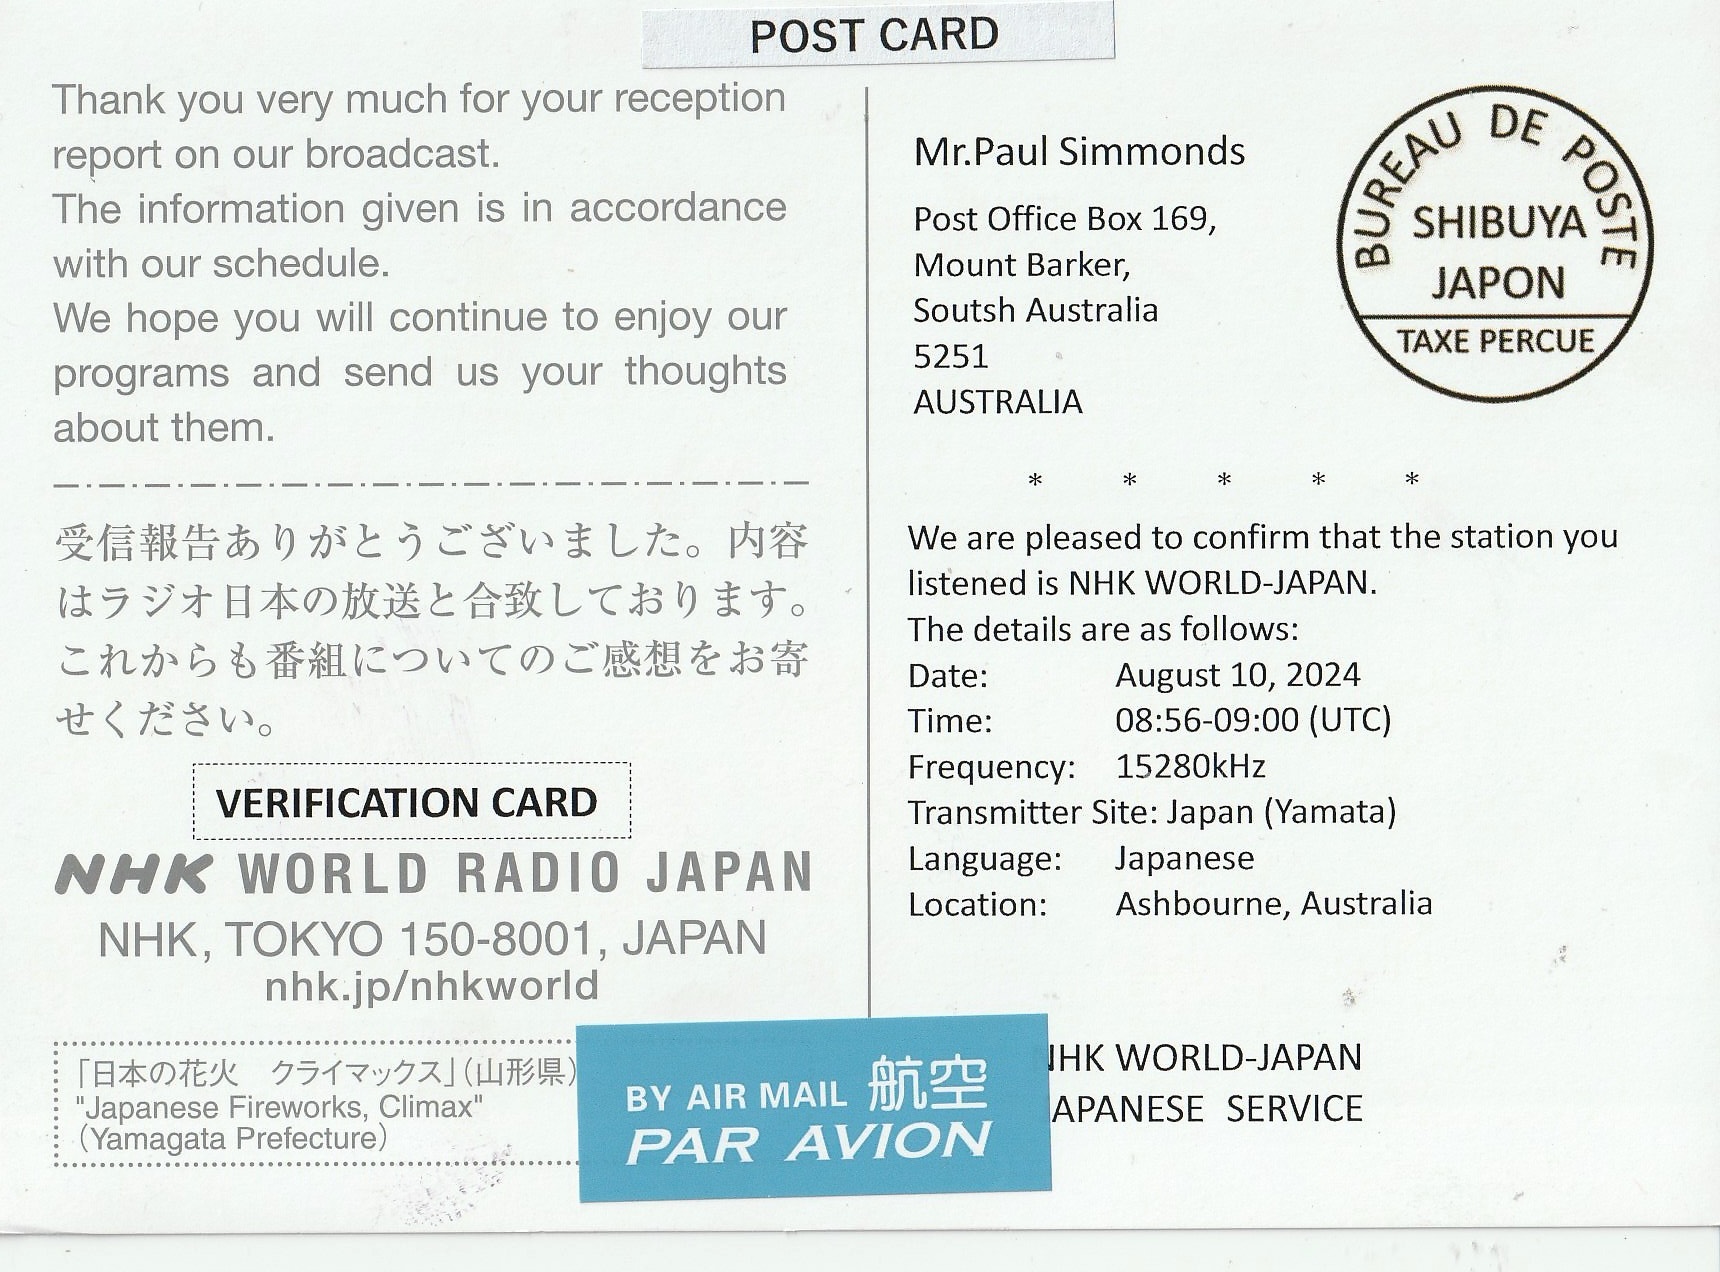 POST CARD
Thank you very much for your reception
report on our broadcast.
The information given is in accordance
with our schedule.
We hope you will continue to enjoy our
programs and send us your thoughts
about them.
受信報告ありがとうございました。内容
はラジオ日本の放送と合致しております。
これからも番組についてのご感想をお寄
せください。
VERIFICATION CARD
NHK WORLD RADIO JAPAN
NHK, TOKYO 150-8001, JAPAN
nhk.jp/nhkworld
「日本の花火 クライマックス」(山形県)
"Japanese Fireworks, Climax"
(Yamagata Prefecture)
BY AIR MAIL 航空
PAR AVION
Mr.Paul Simmonds
Post Office Box 169,
Mount Barker,
Soutsh Australia
5251
AUSTRALIA
BUREAU DE POSTE
SHIBUYA
JAPON
TAXE PERCUE
* * * * *
We are pleased to confirm that the station you
listened is NHK WORLD-JAPAN.
The details are as follows:
Date: August 10, 2024
Time: 08:56-09:00 (UTC)
Frequency: 15280kHz
Transmitter Site: Japan (Yamata)
Language: Japanese
Location: Ashbourne, Australia
NHK WORLD-JAPAN
APANESE SERVICE